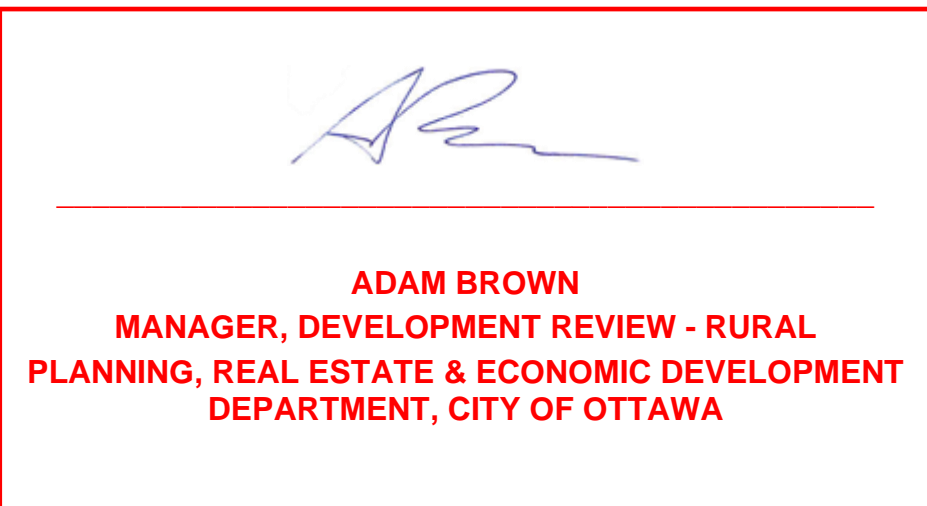 ADAM BROWN
MANAGER, DEVELOPMENT REVIEW - RURAL
PLANNING, REAL ESTATE & ECONOMIC DEVELOPMENT
DEPARTMENT, CITY OF OTTAWA